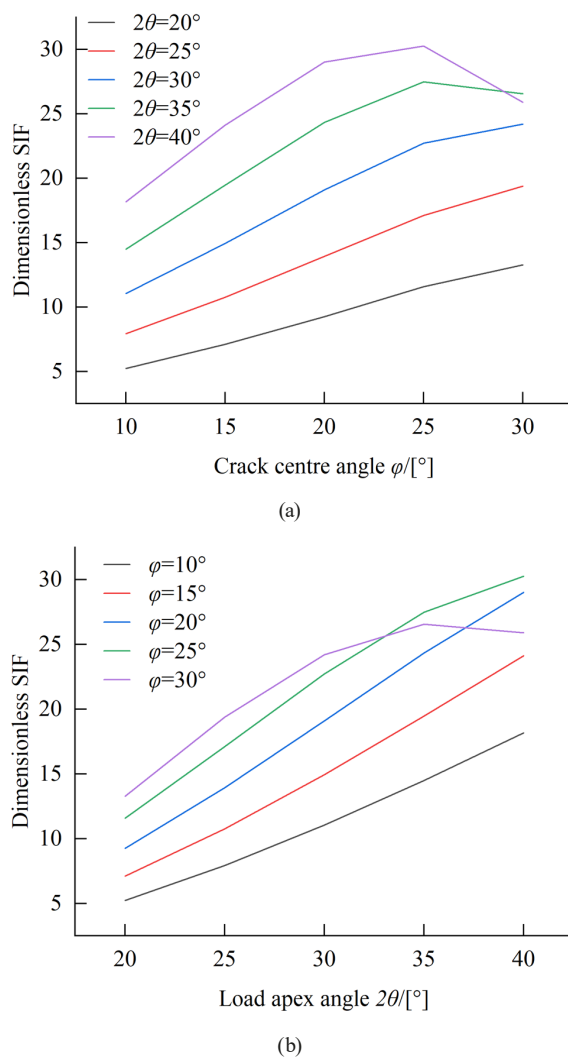 30
25
20
15
10
5
Dimensionless SIF
2θ=20°
2θ=25°
2θ=30°
2θ=35°
2θ=40°
10 15 20 25 30
Crack centre angle φ/[°]
(a)
30
25
20
15
10
5
Dimensionless SIF
φ=10°
φ=15°
φ=20°
φ=25°
φ=30°
20 25 30 35 40
Load apex angle 2θ/[°]
(b)